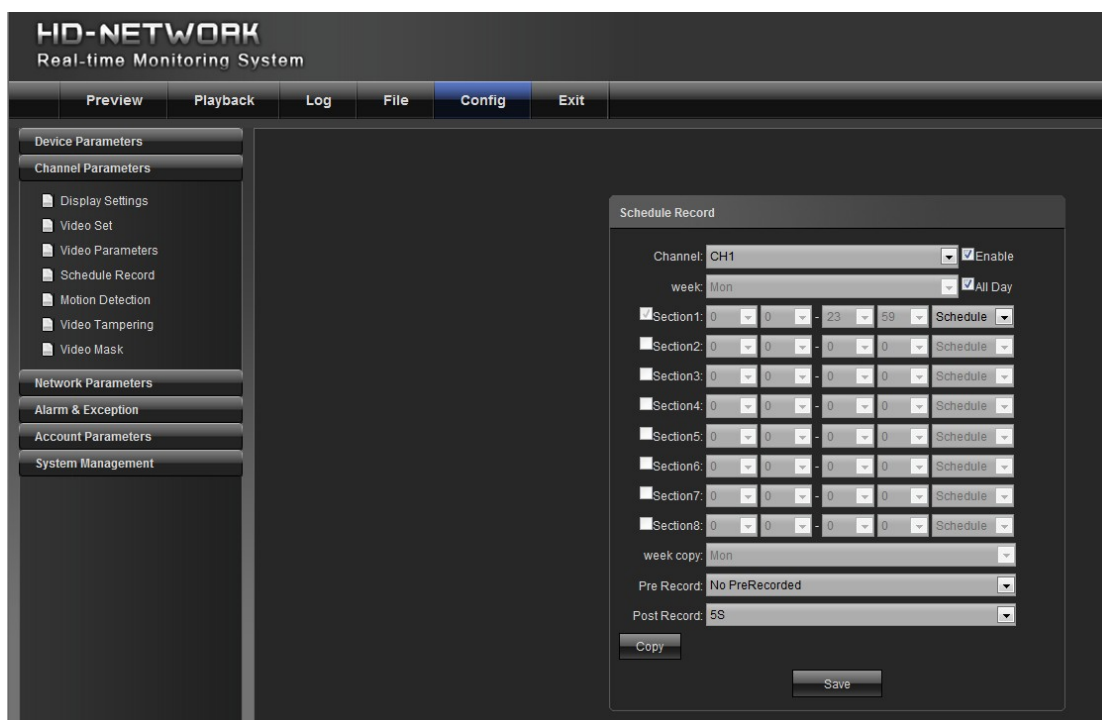 HD-NETWORK
Real-time Monitoring System
Preview Playback Log File Config Exit
Device Parameters
Channel Parameters
Display Settings
Video Set
Video Parameters
Schedule Record
Motion Detection
Video Tampering
Video Mask
Network Parameters
Alarm & Exception
Account Parameters
System Management
Schedule Record
Channel: CH1 Enable
week: Mon All Day
Section1: 0 0 - 23 59 Schedule
Section2: 0 0 - 0 0 Schedule
Section3: 0 0 - 0 0 Schedule
Section4: 0 0 - 0 0 Schedule
Section5: 0 0 - 0 0 Schedule
Section6: 0 0 - 0 0 Schedule
Section7: 0 0 - 0 0 Schedule
Section8: 0 0 - 0 0 Schedule
week copy: Mon
Pre Record: No PreRecorded
Post Record: 5S
Copy
Save